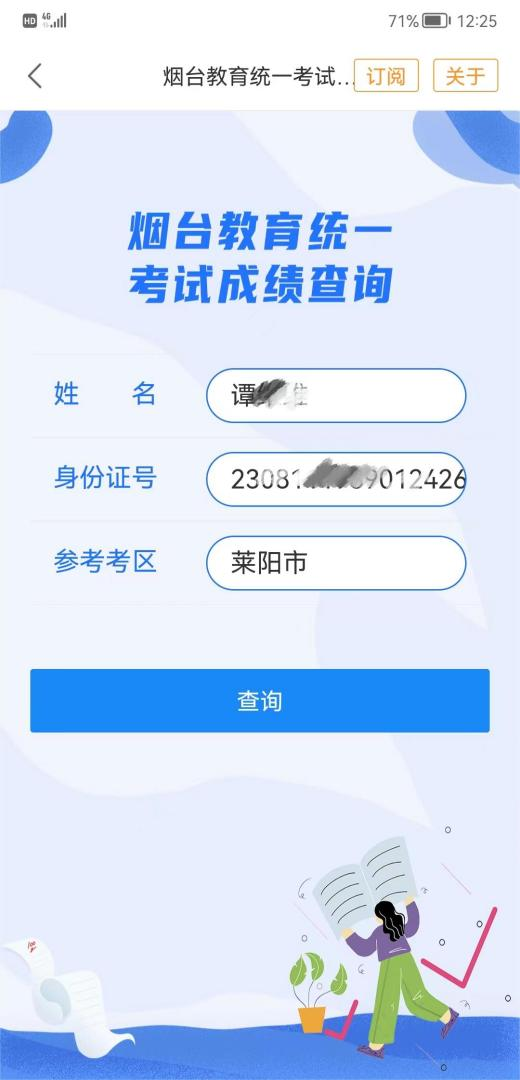 HD 4G
71% 12:25
烟台教育统一考试... 订阅 关于
烟台教育统一
考试成绩查询
姓 名 谭
身份证号
参考考区 莱阳市
查询
100